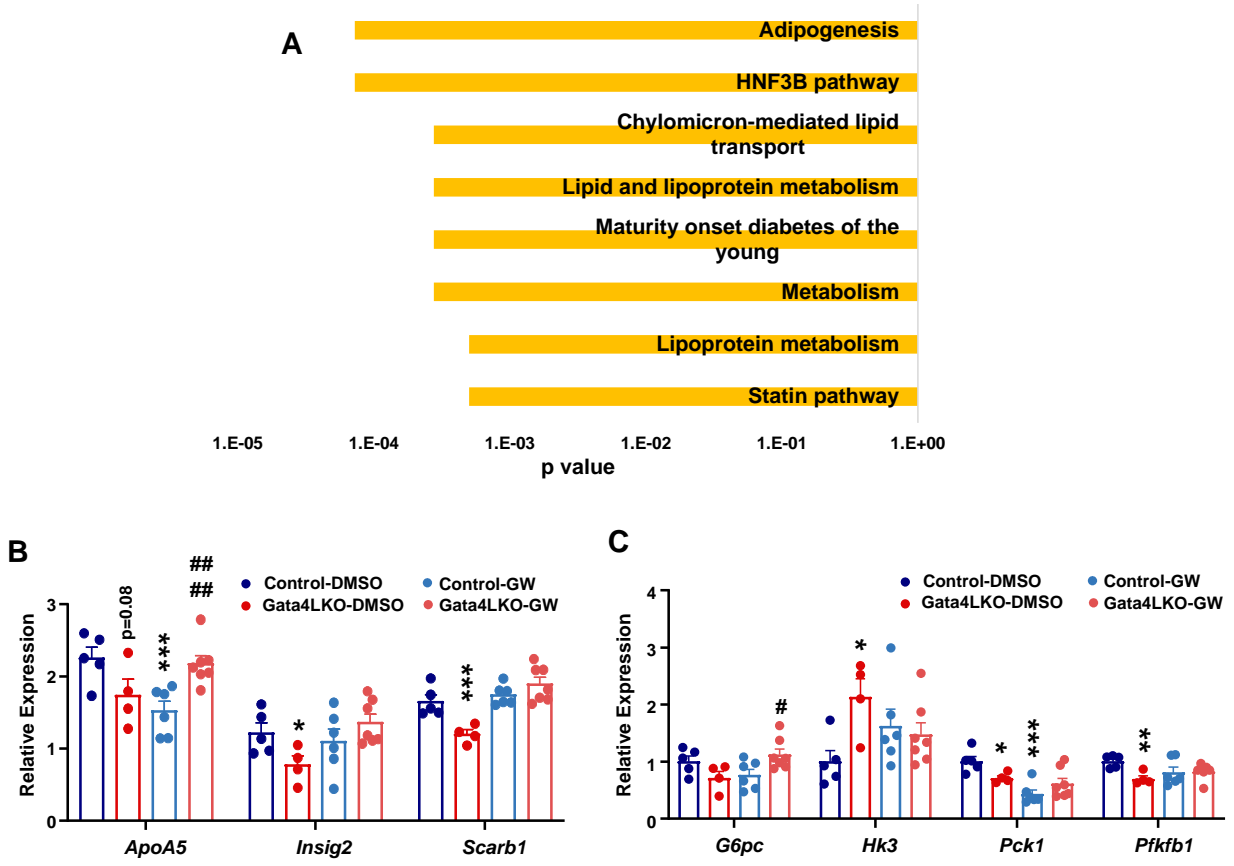 A
Adipogenesis
HNF3B pathway
Chylomicron-mediated lipid
transport
Lipid and lipoprotein metabolism
Maturity onset diabetes of the
young
Metabolism
Lipoprotein metabolism
Statin pathway
1.E-05 1.E-04 1.E-03 1.E-02 1.E-01 1.E+00
p value
B
Control-DMSO Control-GW
Gata4LKO-DMSO Gata4LKO-GW
Relative Expression
3
2
1
0
p=0.08
***
##
##
*
***
ApoA5 Insig2 Scarb1
C
Control-DMSO Control-GW
Gata4LKO-DMSO Gata4LKO-GW
Relative Expression
4
3
2
1
0
#
*
*
***
**
G6pc Hk3 Pck1 Pfkfb1